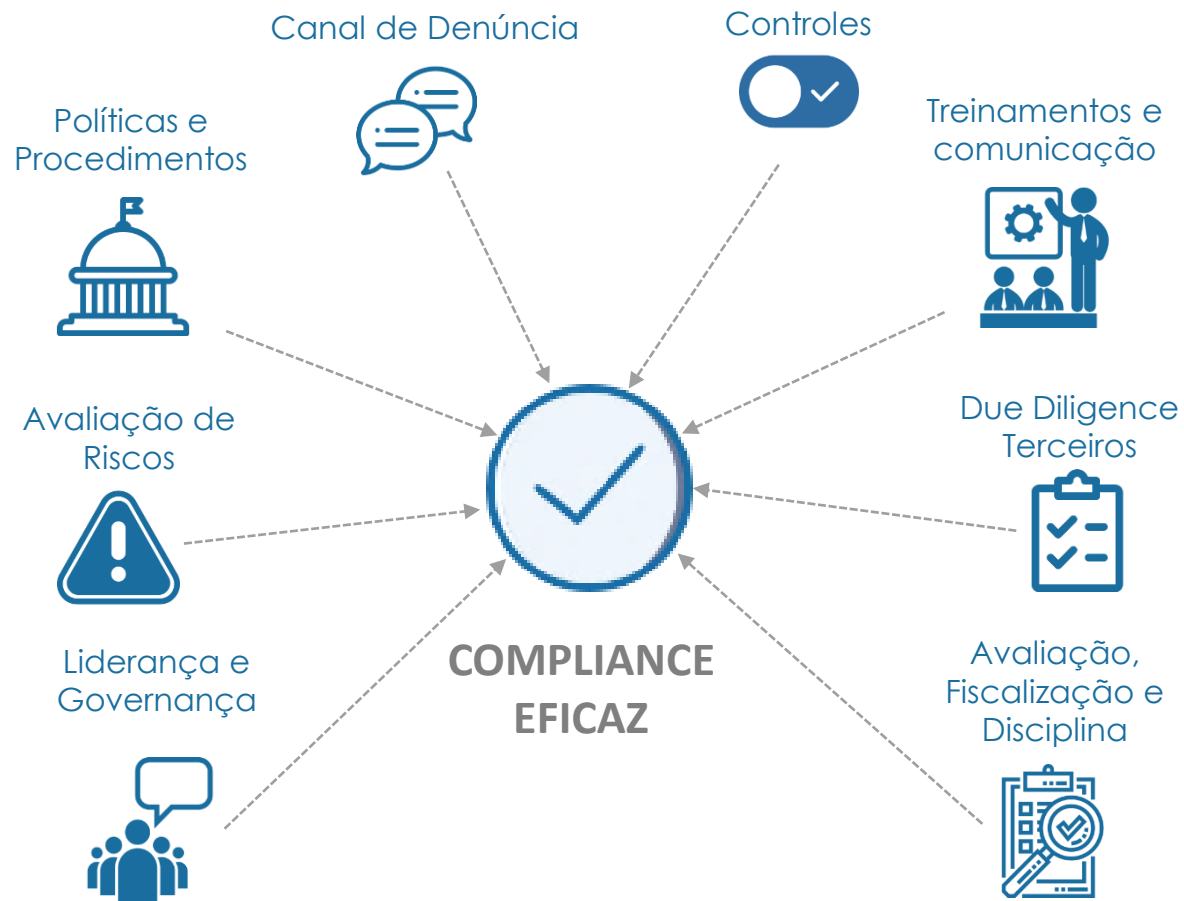 Canal de Denúncia
Controles
Políticas e
Procedimentos
Treinamentos e
comunicação
Avaliação de
Riscos
Due Diligence
Terceiros
Liderança e
Governança
COMPLIANCE
EFICAZ
Avaliação,
Fiscalização e
Disciplina